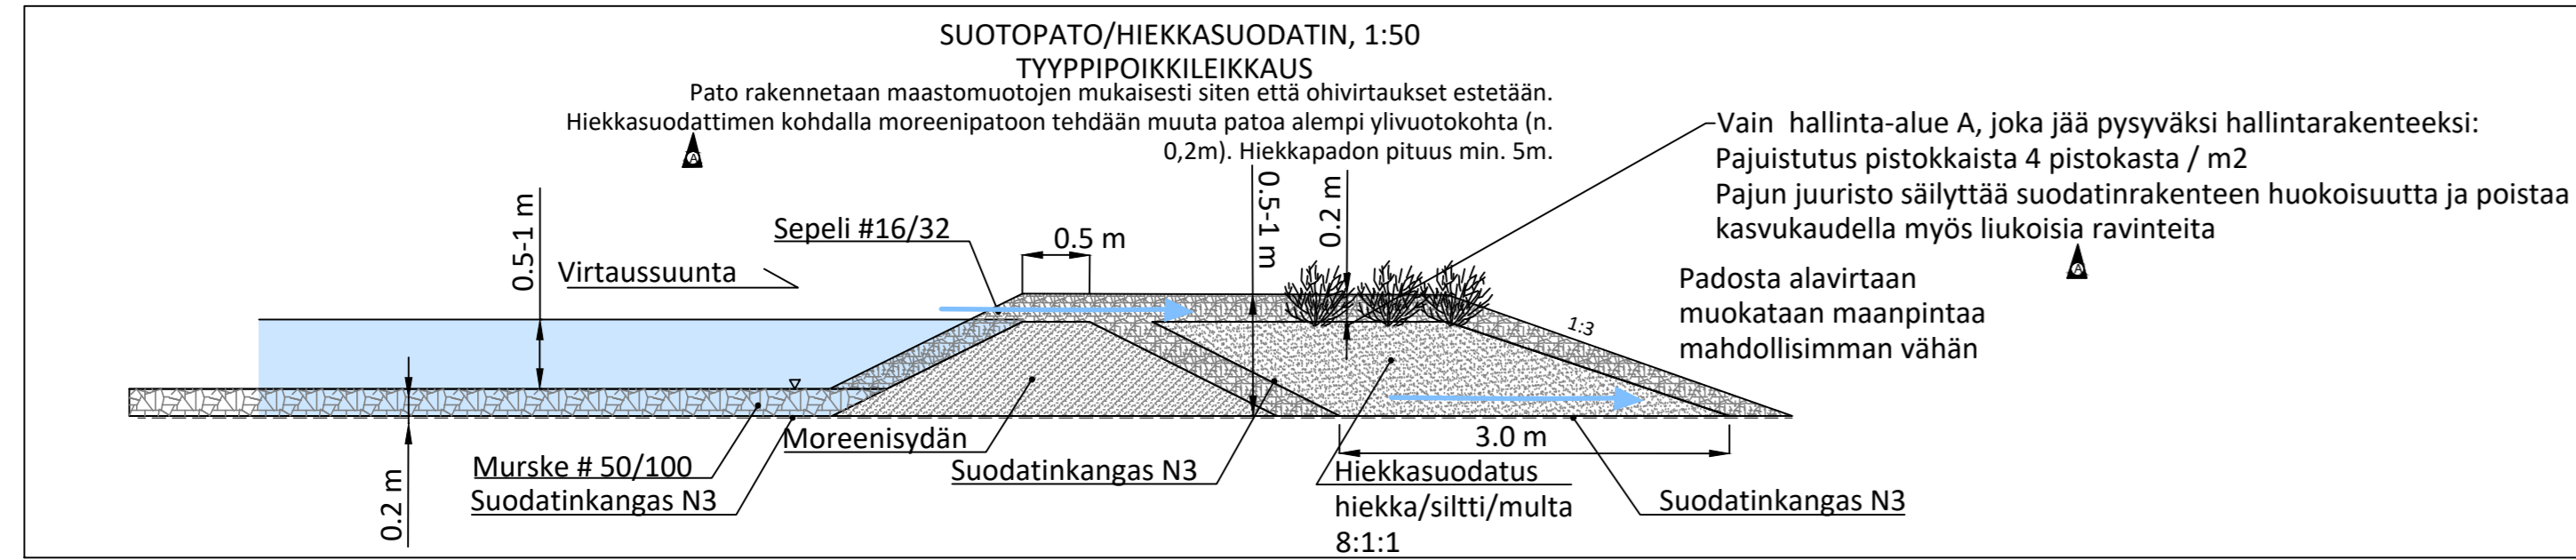 SUOTOPATO/HIEKKASUODATIN, 1:50
TYYPPIPOIKKILEIKKAUS
Pato rakennetaan maastomuotojen mukaisesti siten että ohivirtaukset estetään.
Hiekkasuodattimen kohdalla moreenipatoon tehdään muuta patoa alempi ylivuotokohta (n.
0,2m). Hiekkapadon pituus min. 5m.
A
Vain hallinta-alue A, joka jää pysyväksi hallintarakenteeksi:
Pajuistutus pistokkaista 4 pistokasta / m2
Pajun juuristo säilyttää suodatinrakenteen huokoisuutta ja poistaa
kasvukaudella myös liukoisia ravinteita
A
Padosta alavirtaan
muokataan maanpintaa
mahdollisimman vähän
0.5-1 m
Virtaussuunta
Sepeli #16/32
0.5 m
0.5-1 m
0.2 m
1:3
0.2 m
Murske # 50/100
Suodatinkangas N3
Moreenisydän
Suodatinkangas N3
3.0 m
Hiekkasuodatus
hiekka/siltti/multa
8:1:1
Suodatinkangas N3